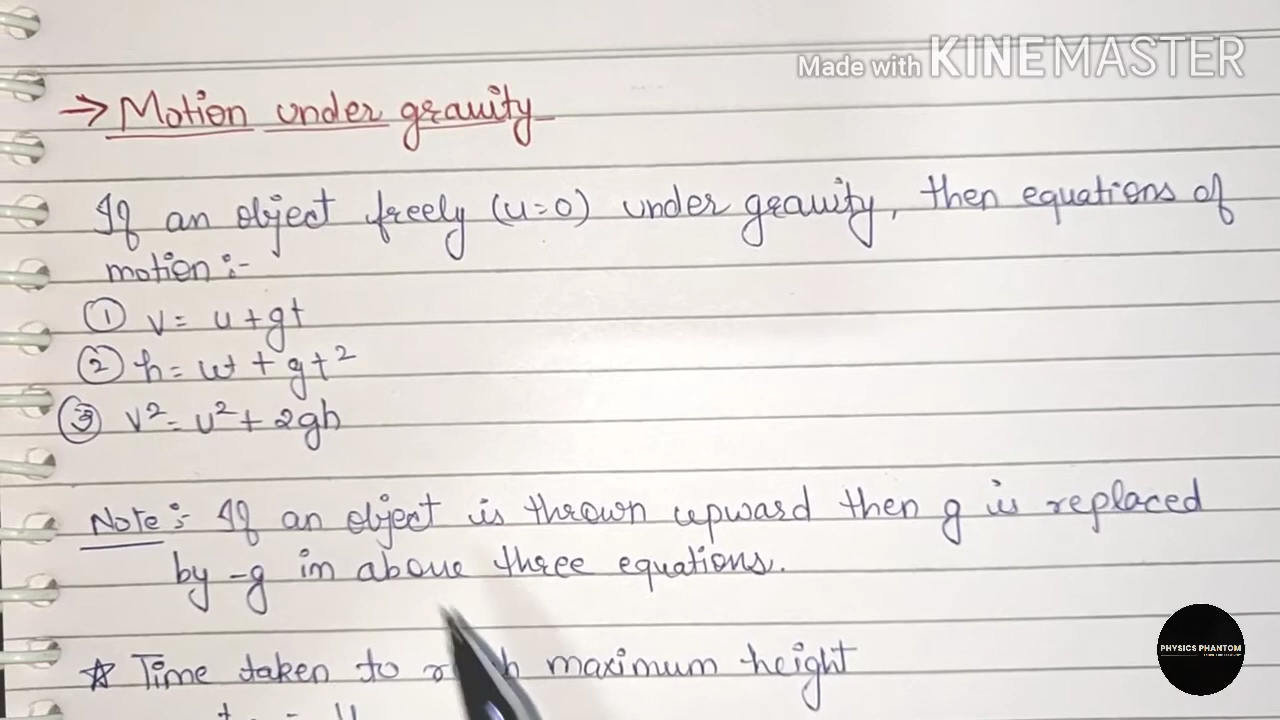 Made with KINEMASTER
→ Motion under gravity
If an object freely (u=0) under gravity, then equations of
motion :-
① v = u + gt
② h = ut + gt²
③ v² = u² + 2gh
Note :- If an object is thrown upward then g is replaced
by -g in above three equations.
☆ Time taken to maximum height
PHYSICS PHANTOM